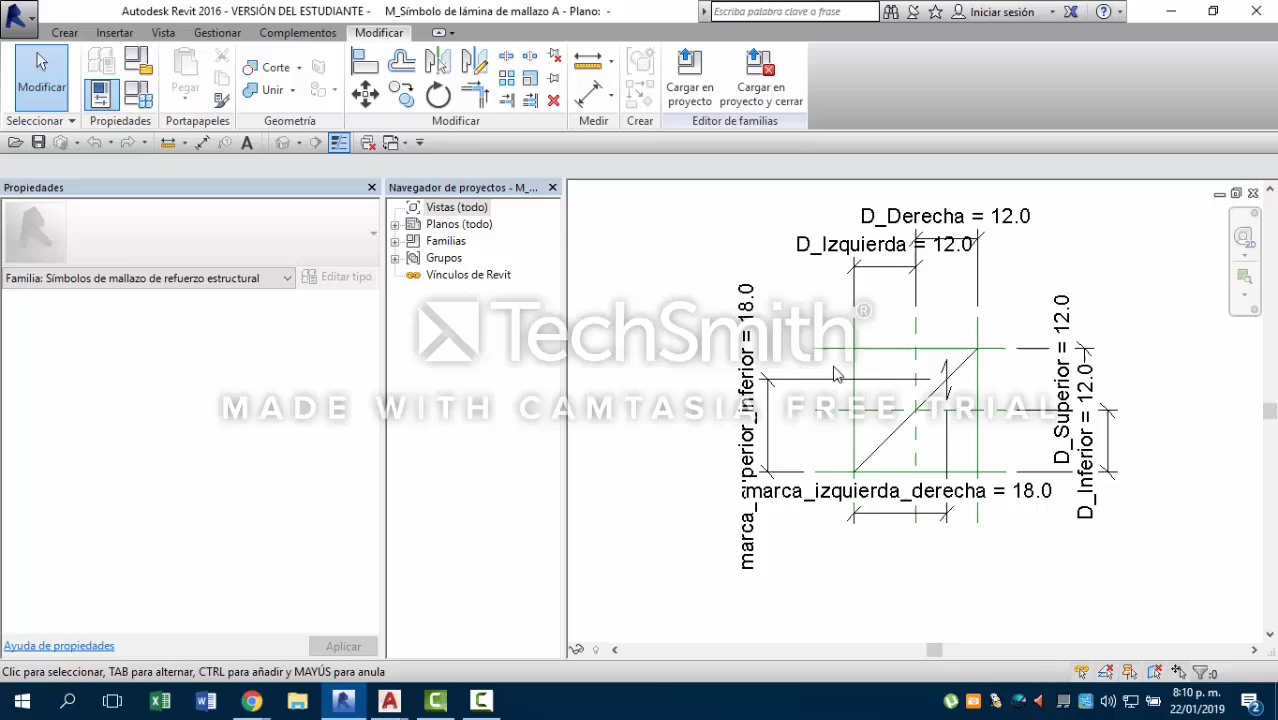 Autodesk Revit 2016 - VERSIÓN DEL ESTUDIANTE - M_Símbolo de lámina de mallazo A - Plano: -
Escriba palabra clave o frase
Iniciar sesión
Crear Insertar Vista Gestionar Complementos Modificar
Modificar
Pegar
Corte
Unir
Cargar en
proyecto
Cargar en
proyecto y cerrar
Seleccionar Propiedades Portapapeles Geometría Modificar Medir Crear Editor de familias
Propiedades
Familia: Símbolos de mallazo de refuerzo estructural
Editar tipo
Ayuda de propiedades
Aplicar
Navegador de proyectos - M_...
Vistas (todo)
Planos (todo)
Familias
Grupos
Vínculos de Revit
D_Derecha = 12.0
D_Izquierda = 12.0
D_Superior = 12.0
D_Inferior = 12.0
marca_izquierda_derecha = 18.0
TechSmith®
MADE WITH CAMTASIA FREE TRIAL
2D
Clic para seleccionar, TAB para alternar, CTRL para añadir y MAYÚS para anula
:0
8:10 p. m.
22/01/2019
2